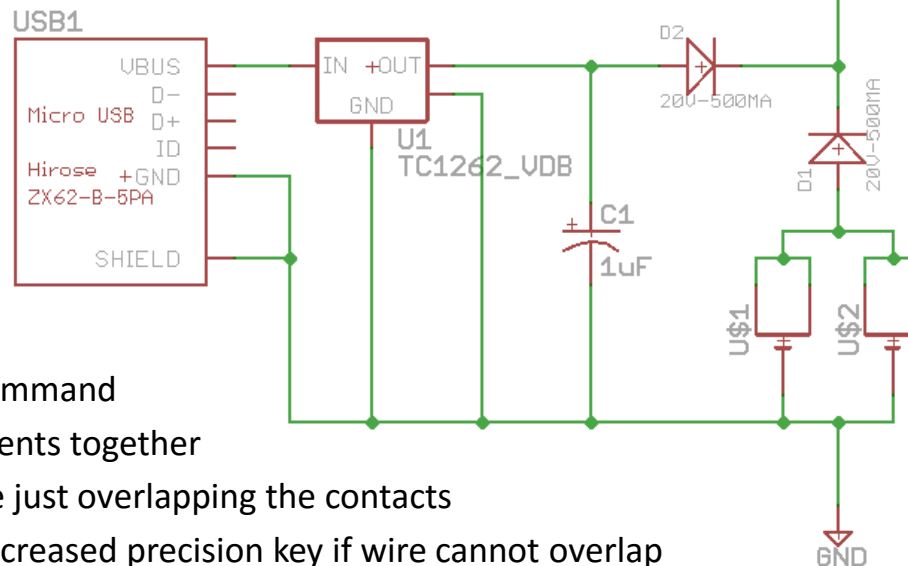 USB1
VBUS
D-
Micro USB
D+
ID
Hirose
+GND
ZX62-B-5PA
SHIELD
IN +OUT
GND
U1
TC1262_VDB
D2
20V-500MA
D1
20V-500MA
C1
1uF
U$1
U$2
GND
mmand
ents together
e just overlapping the contacts
creased precision key if wire cannot overlap